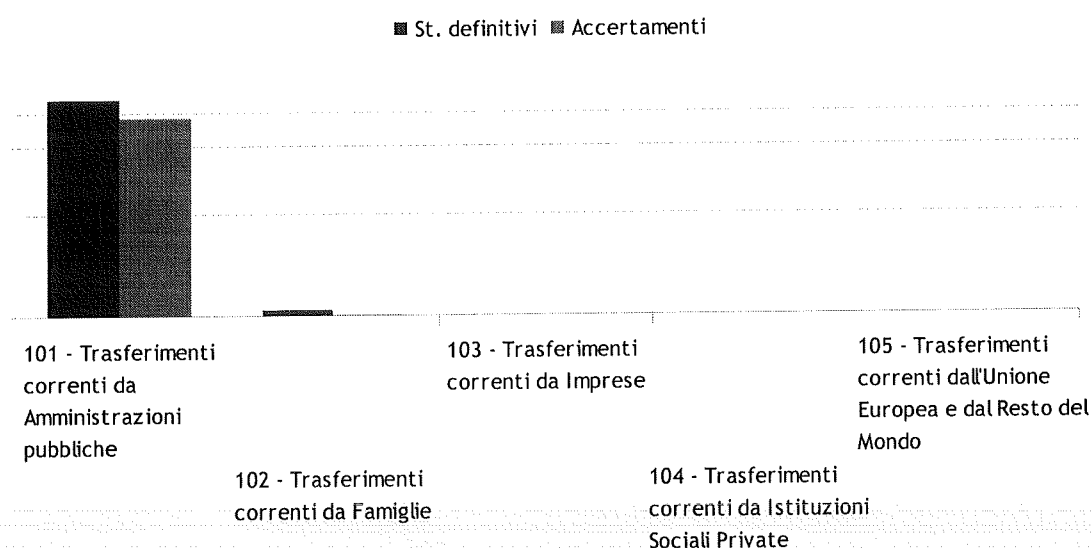 St. definitivi Accertamenti
101 - Trasferimenti
correnti da
Amministrazioni
pubbliche
102 - Trasferimenti
correnti da Famiglie
103 - Trasferimenti
correnti da Imprese
104 - Trasferimenti
correnti da Istituzioni
Sociali Private
105 - Trasferimenti
correnti dall'Unione
Europea e dal Resto del
Mondo